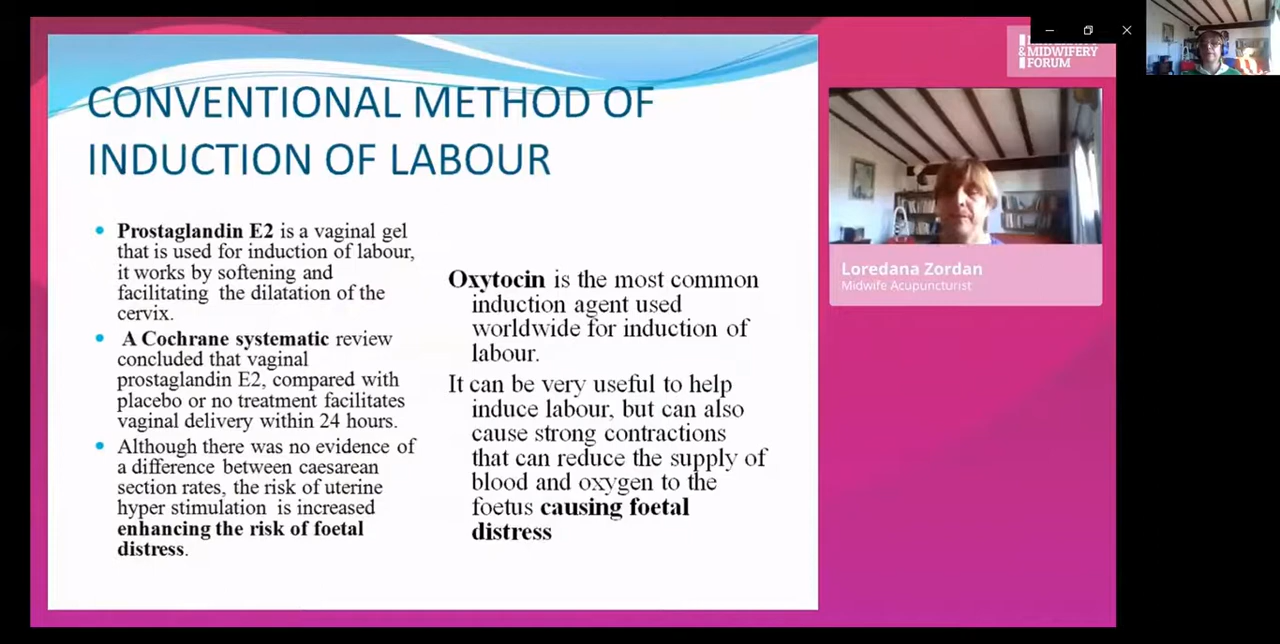 CONVENTIONAL METHOD OF
INDUCTION OF LABOUR
Prostaglandin E2 is a vaginal gel
that is used for induction of labour,
it works by softening and
facilitating the dilatation of the
cervix.
A Cochrane systematic review
concluded that vaginal
prostaglandin E2, compared with
placebo or no treatment facilitates
vaginal delivery within 24 hours.
Although there was no evidence of
a difference between caesarean
section rates, the risk of uterine
hyper stimulation is increased
enhancing the risk of foetal
distress.
Oxytocin is the most common
induction agent used
worldwide for induction of
labour.
It can be very useful to help
induce labour, but can also
cause strong contractions
that can reduce the supply of
blood and oxygen to the
foetus causing foetal
distress
& MIDWIFERY
FORUM
Loredana Zordan
Midwife Acupuncturist